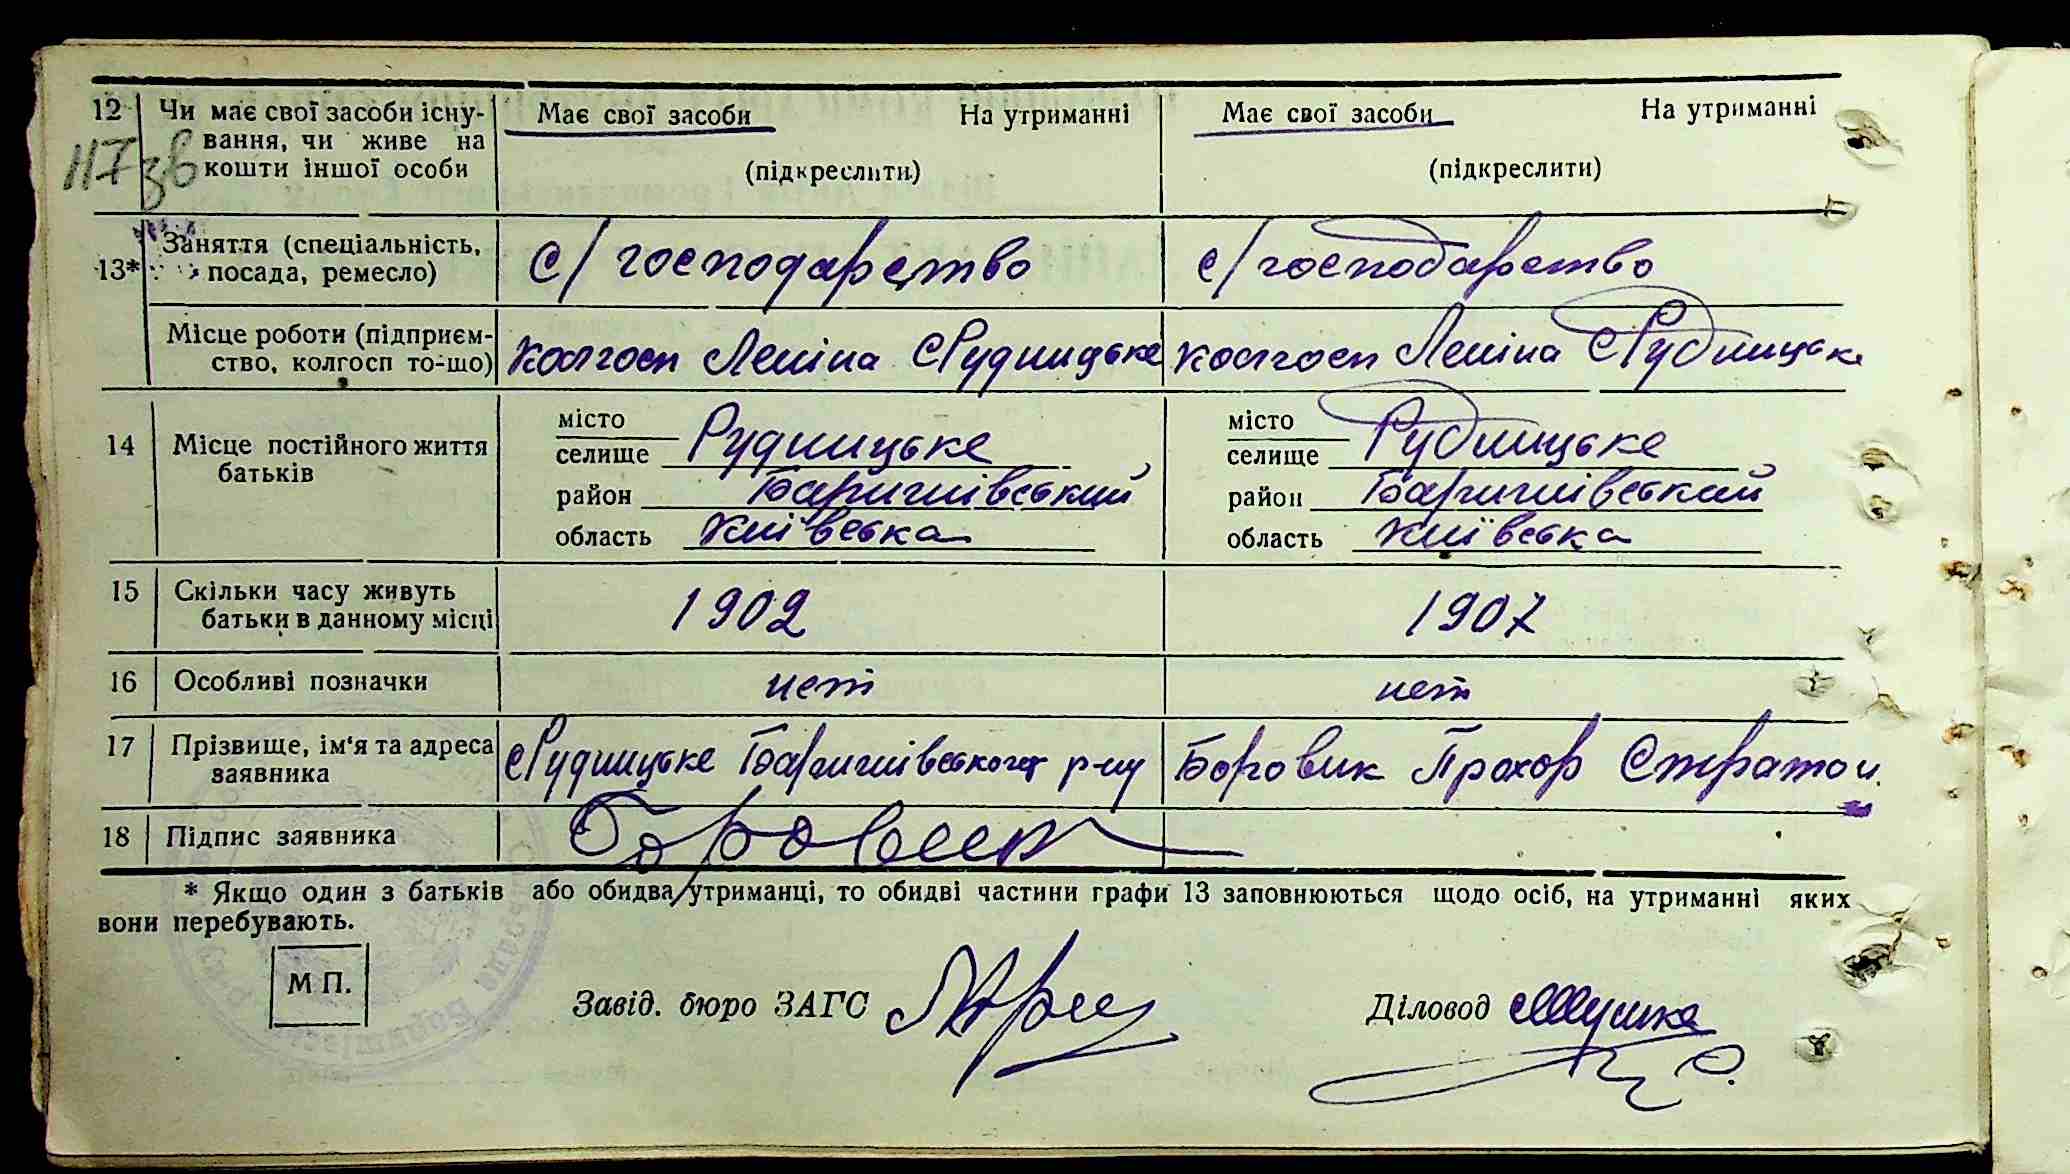 12 Чи має свої засоби існу- Має свої засоби На утриманні Має свої засоби На утриманні
вання, чи живе на
117зв кошти іншої особи (підкреслити) (підкреслити)
13* Заняття (спеціальність, с/господарство с/господарство
посада, ремесло)
Місце роботи (підприєм- колгосп Леніна с Рудницьке колгосп Леніна с Рудницьке
ство, колгосп то-що)
14 Місце постійного життя батьків
місто
селище Рудницьке
район Баришівський
область Київська
місто
селище Рудницьке
район Баришівський
область Київська
15 Скільки часу живуть 1902 1907
батьки в данному місці
16 Особливі позначки нет нет
17 Прізвище, ім'я та адреса с Рудницьке Баришівського р-ну Боровик Прохор Стратон.
заявника
18 Підпис заявника Боровик
* Якщо один з батьків або обидва утриманці, то обидві частини графи 13 заповнюються щодо осіб, на утриманні яких
вони перебувають.
М П.
Завід. бюро ЗАГС Діловод